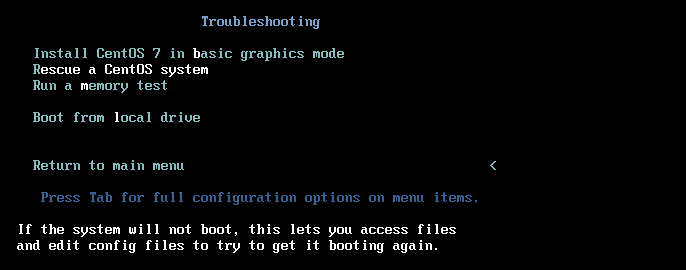 Troubleshooting
Install CentOS 7 in basic graphics mode
Rescue a CentOS system
Run a memory test
Boot from local drive
Return to main menu <
Press Tab for full configuration options on menu items.
If the system will not boot, this lets you access files
and edit config files to try to get it booting again.